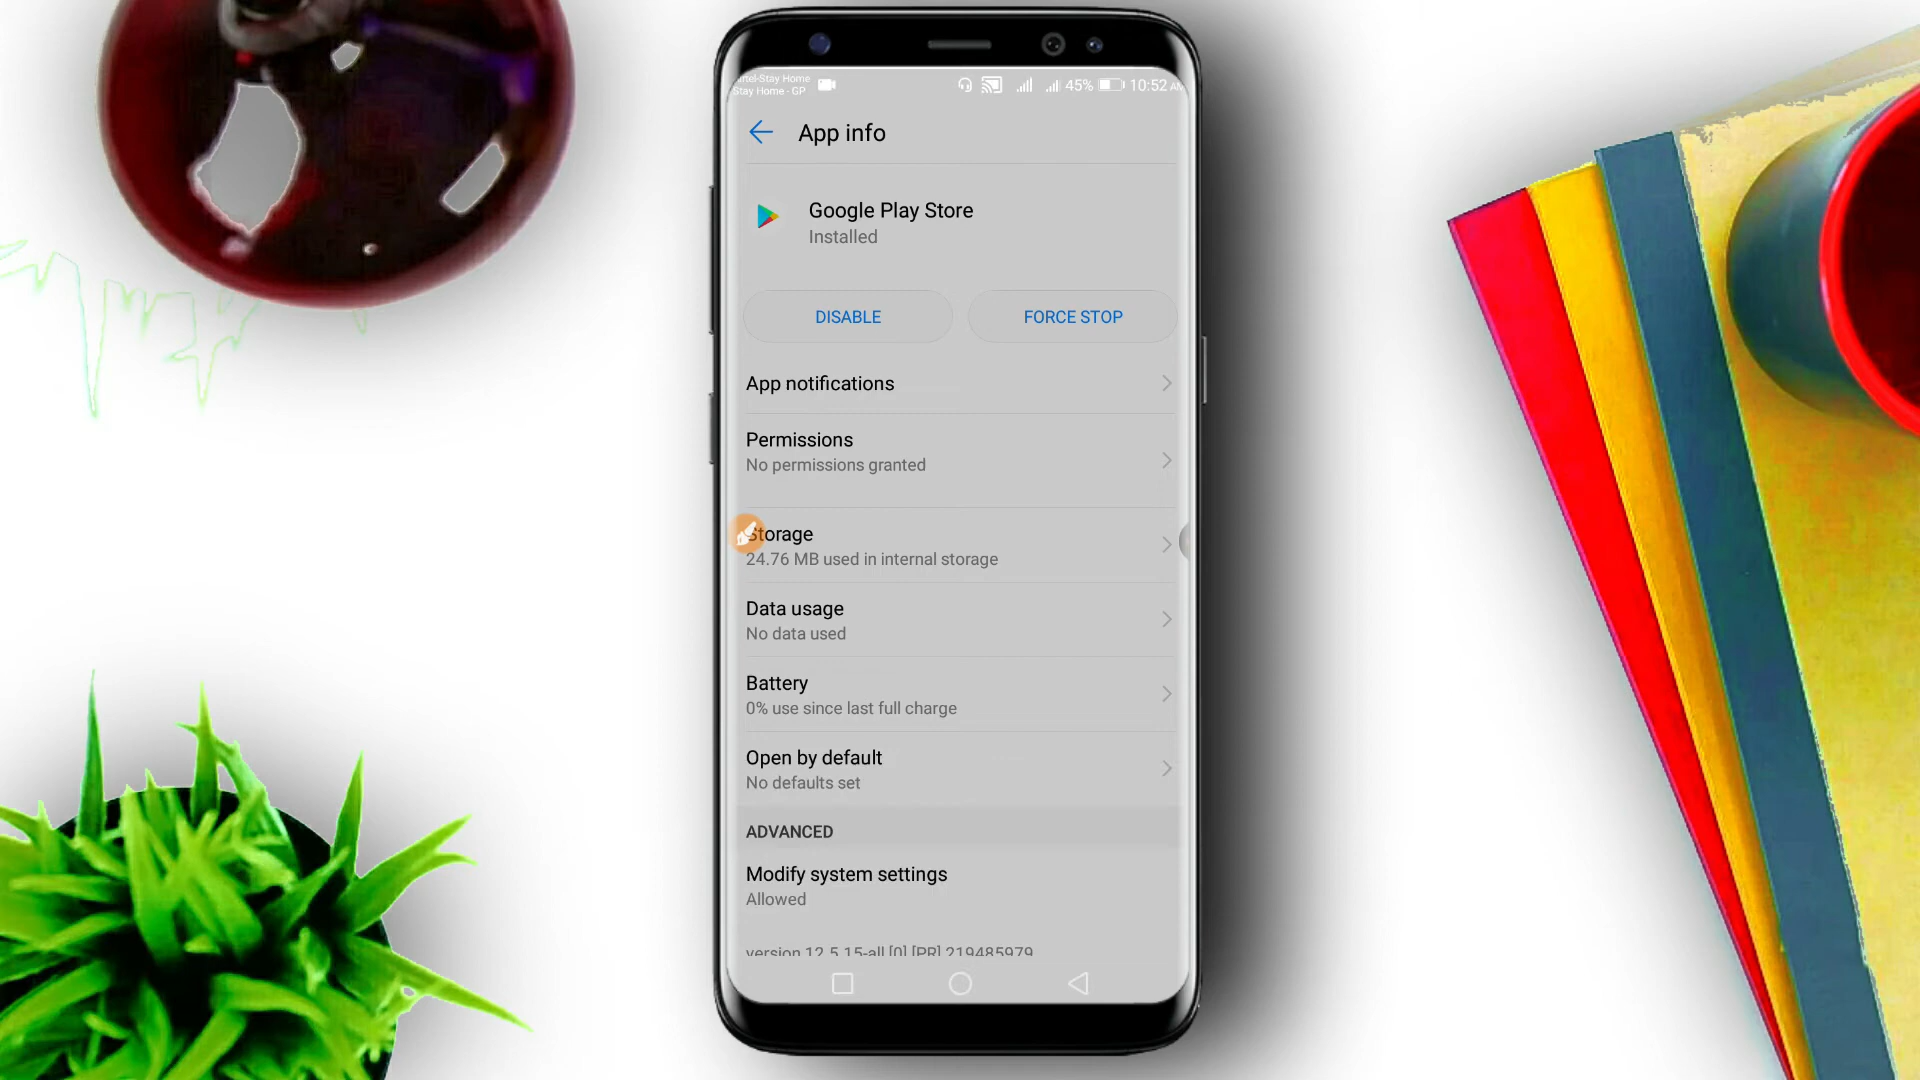 Stay Home
Stay Home - GP
45%
10:52 AM
App info
Google Play Store
Installed
DISABLE
FORCE STOP
App notifications
Permissions
No permissions granted
Storage
24.76 MB used in internal storage
Data usage
No data used
Battery
0% use since last full charge
Open by default
No defaults set
ADVANCED
Modify system settings
Allowed
version 12.5.15-all [0] [PR] 219485979